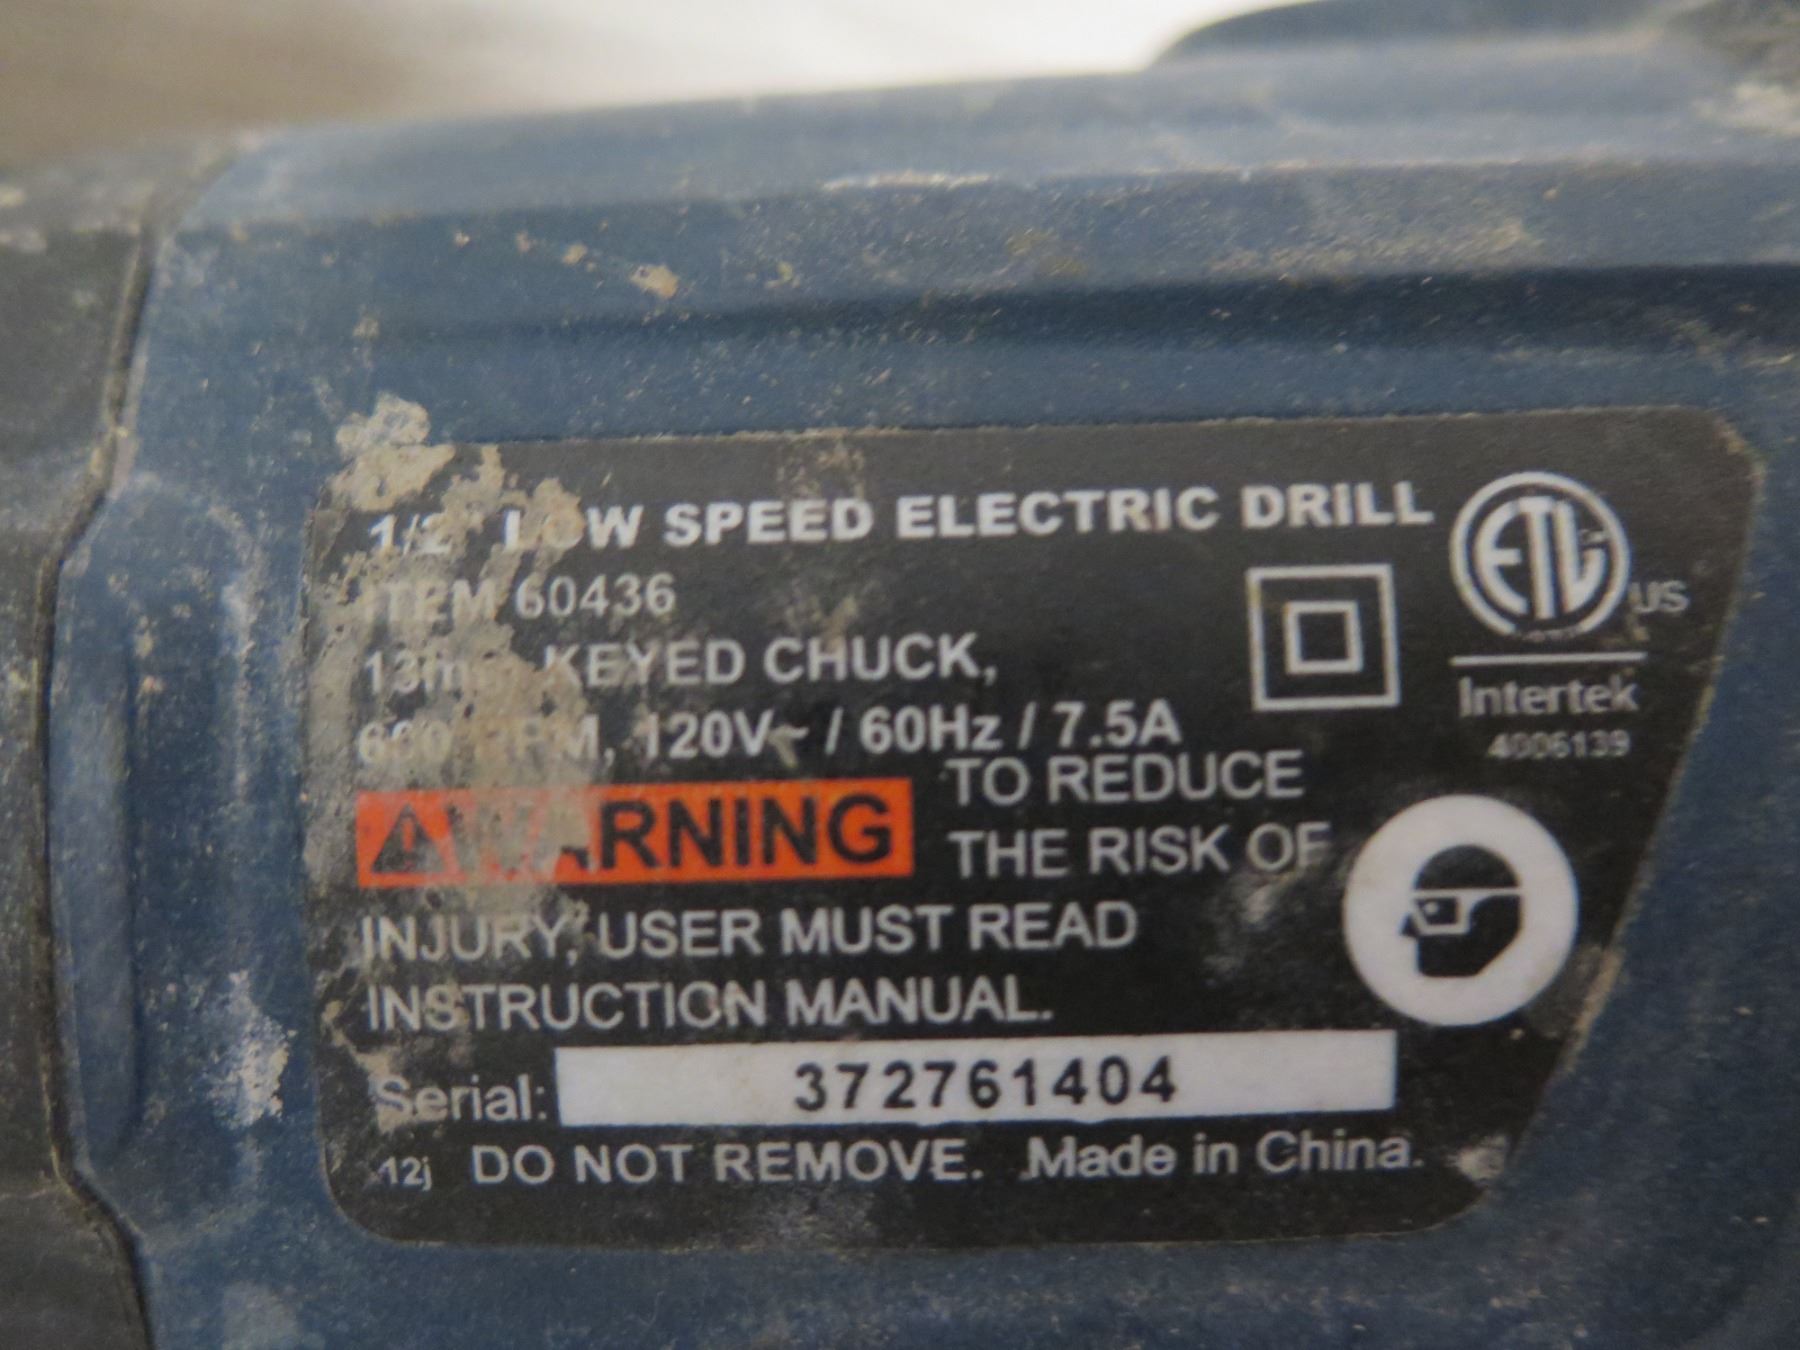 1/2" LOW SPEED ELECTRIC DRILL
ITEM 60436
13mm KEYED CHUCK,
RPM, 120V~ / 60Hz / 7.5A
WARNING TO REDUCE
THE RISK OF
INJURY, USER MUST READ
INSTRUCTION MANUAL.
Serial: 372761404
12j DO NOT REMOVE. Made in China.
ETL
US
Intertek
4006139